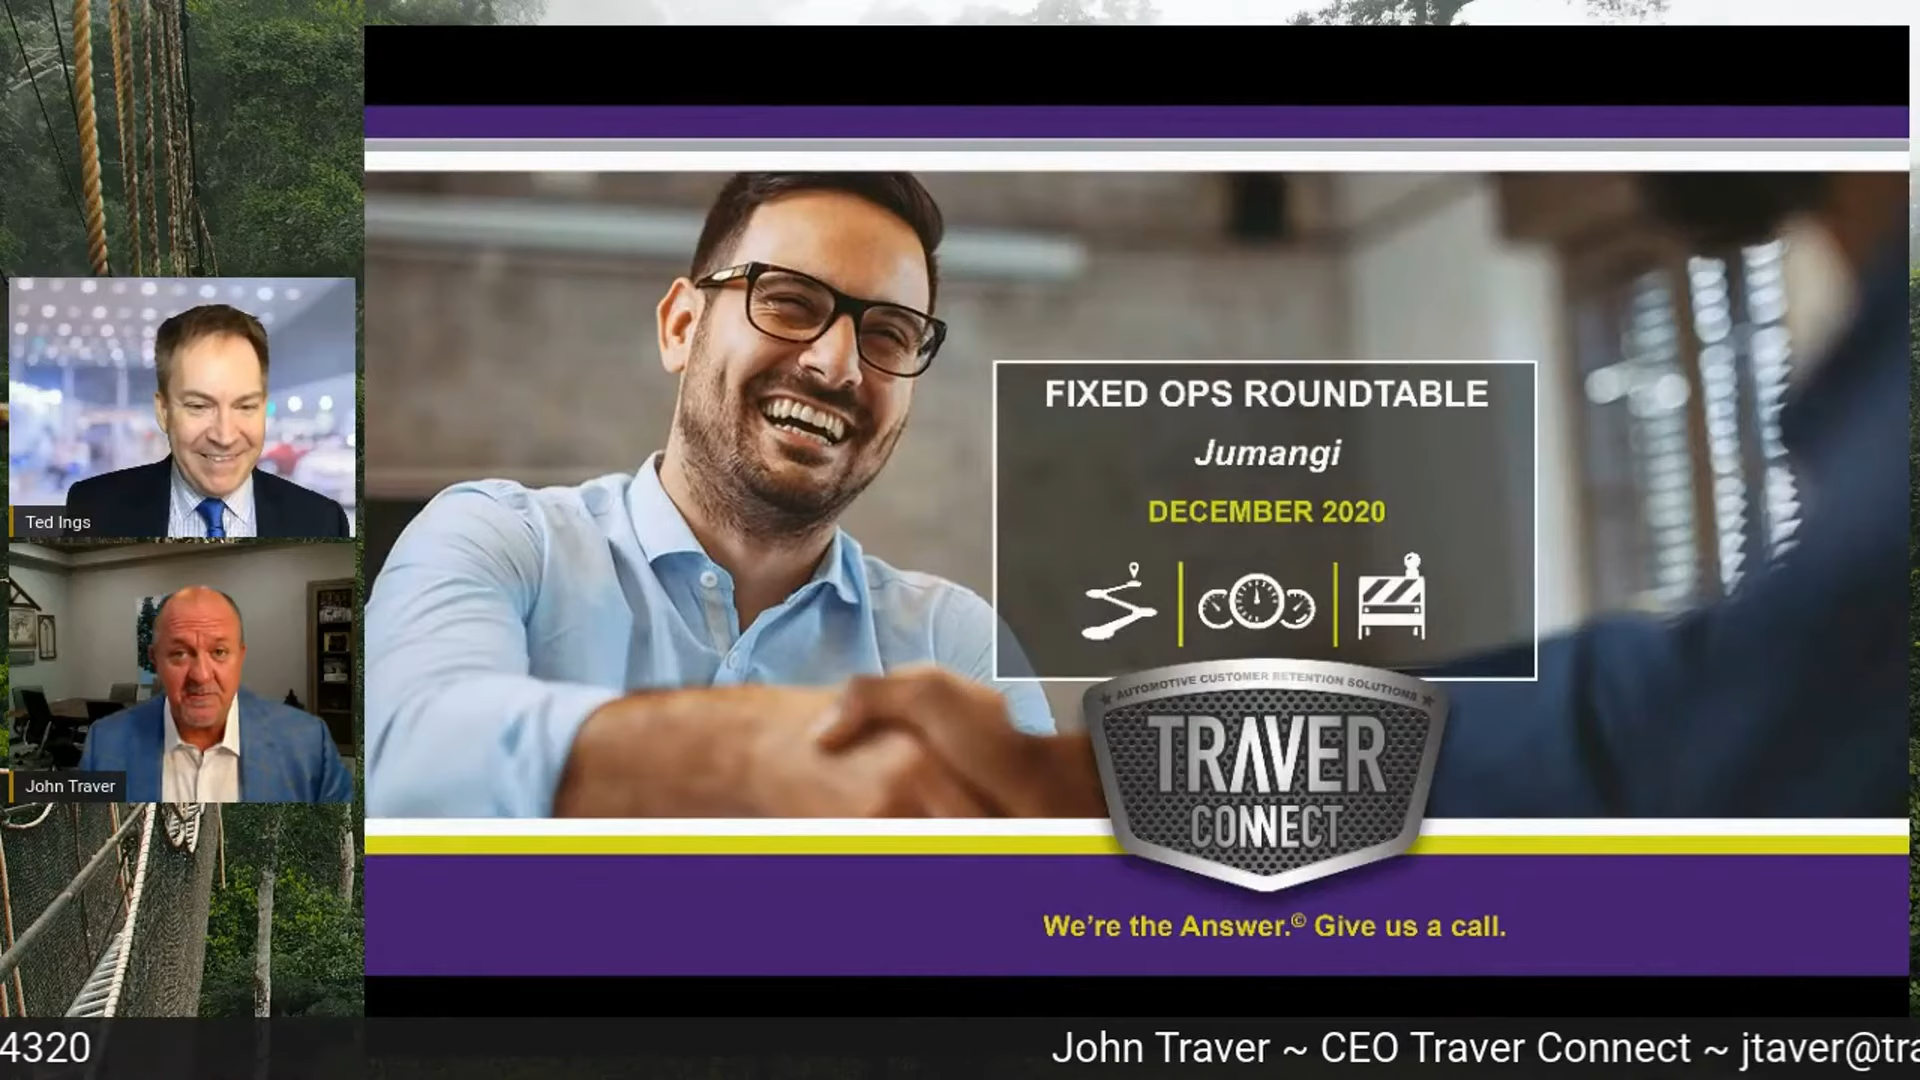 Ted Ings
John Traver
FIXED OPS ROUNDTABLE
Jumangi
DECEMBER 2020
AUTOMOTIVE CUSTOMER RETENTION SOLUTIONS
TRAVER
CONNECT
We're the Answer.© Give us a call.
4320
John Traver ~ CEO Traver Connect ~ jtaver@tra